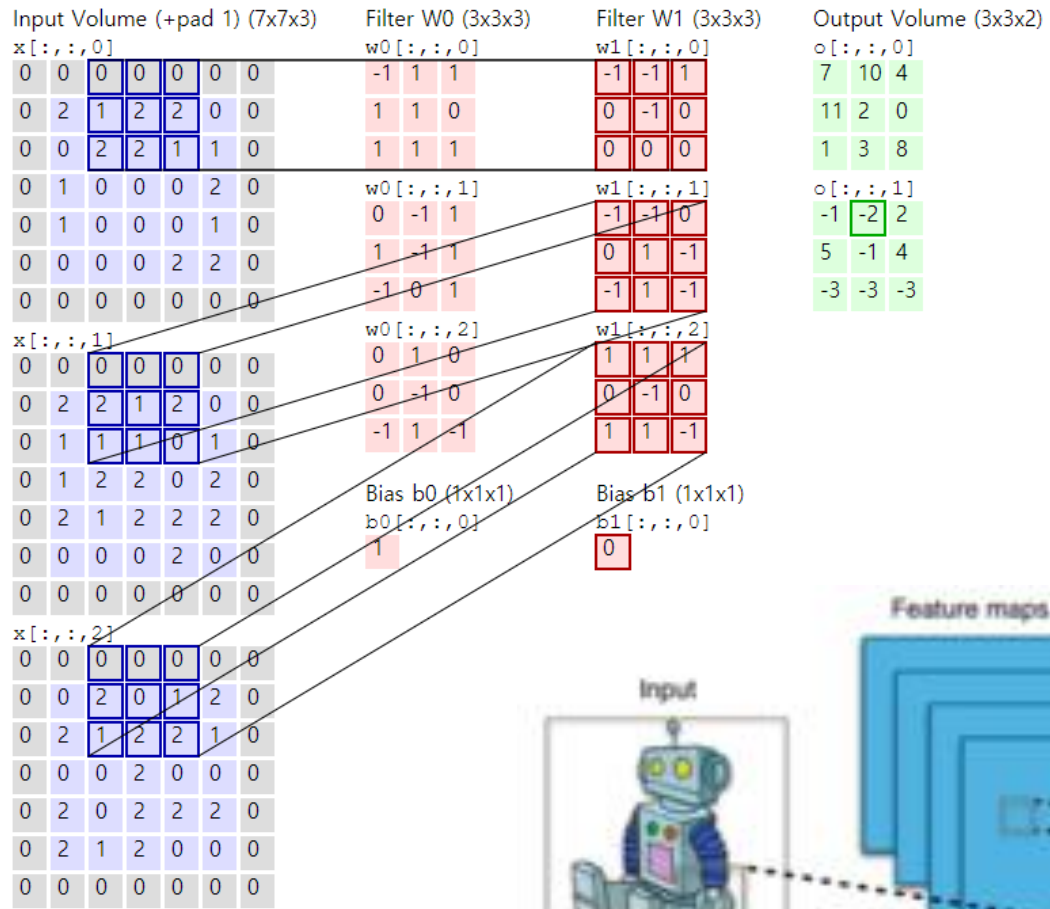 Input Volume (+pad 1) (7x7x3)
x[:,:,0]
0 0 0 0 0 0 0
0 2 1 2 2 0 0
0 0 2 2 1 1 0
0 1 0 0 0 2 0
0 1 0 0 0 1 0
0 0 0 0 2 2 0
0 0 0 0 0 0 0
x[:,:,1]
0 0 0 0 0 0 0
0 2 2 1 2 0 0
0 1 1 1 0 1 0
0 1 2 2 0 2 0
0 2 1 2 2 2 0
0 0 0 0 2 0 0
0 0 0 0 0 0 0
x[:,:,2]
0 0 0 0 0 0 0
0 0 2 0 1 2 0
0 2 1 2 2 1 0
0 0 0 2 0 0 0
0 2 0 2 2 2 0
0 2 1 2 0 0 0
0 0 0 0 0 0 0
Filter W0 (3x3x3)
w0[:,:,0]
-1 1 1
1 1 0
1 1 1
w0[:,:,1]
0 -1 1
1 -1 1
-1 0 1
w0[:,:,2]
0 1 0
0 -1 0
-1 1 -1
Bias b0 (1x1x1)
b0[:,:,0]
1
Filter W1 (3x3x3)
w1[:,:,0]
-1 -1 1
0 -1 0
0 0 0
w1[:,:,1]
-1 -1 0
0 1 -1
-1 1 -1
w1[:,:,2]
1 1 1
0 -1 0
1 1 -1
Bias b1 (1x1x1)
b1[:,:,0]
0
Output Volume (3x3x2)
o[:,:,0]
7 10 4
11 2 0
1 3 8
o[:,:,1]
-1 -2 2
5 -1 4
-3 -3 -3
Feature maps
Input